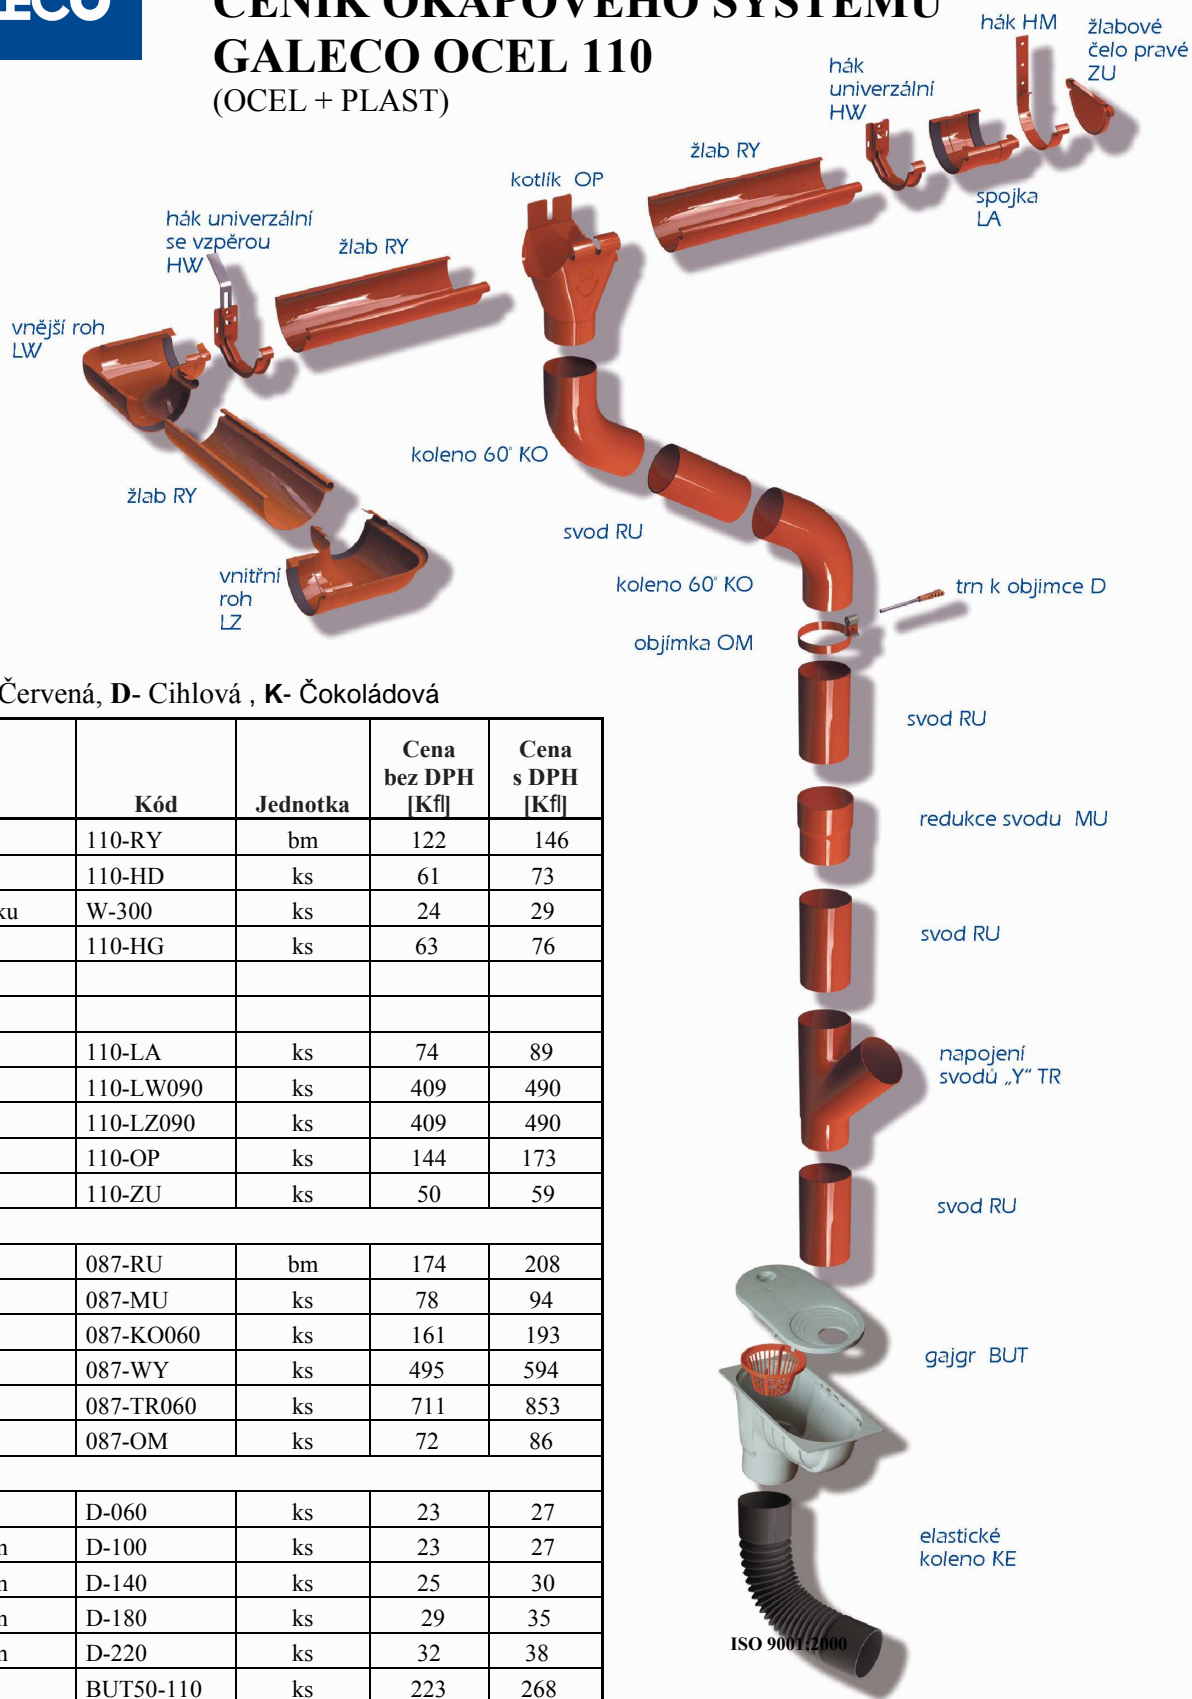 CENÍK OKAPOVÉHO SYSTÉMU
GALECO OCEL 110
(OCEL + PLAST)
hák HM
žlabové
čelo pravé
ZU
hák
univerzální
HW
žlab RY
spojka
LA
kotlík OP
hák univerzální
se vzpěrou
HW
žlab RY
vnější roh
LW
koleno 60° KO
žlab RY
svod RU
vnitřní
roh
LZ
koleno 60° KO
trn k objimce D
objímka OM
Červená, D- Cihlová , K- Čokoládová
svod RU
redukce svodu MU
svod RU
napojení
svodů „Y“ TR
svod RU
gajgr BUT
elastické
koleno KE
ISO 9001:2000
Kód Jednotka Cena bez DPH [Kfl] Cena s DPH [Kfl]
110-RY bm 122 146
110-HD ks 61 73
W-300 ks 24 29
110-HG ks 63 76
110-LA ks 74 89
110-LW090 ks 409 490
110-LZ090 ks 409 490
110-OP ks 144 173
110-ZU ks 50 59
087-RU bm 174 208
087-MU ks 78 94
087-KO060 ks 161 193
087-WY ks 495 594
087-TR060 ks 711 853
087-OM ks 72 86
D-060 ks 23 27
D-100 ks 23 27
D-140 ks 25 30
D-180 ks 29 35
D-220 ks 32 38
BUT50-110 ks 223 268